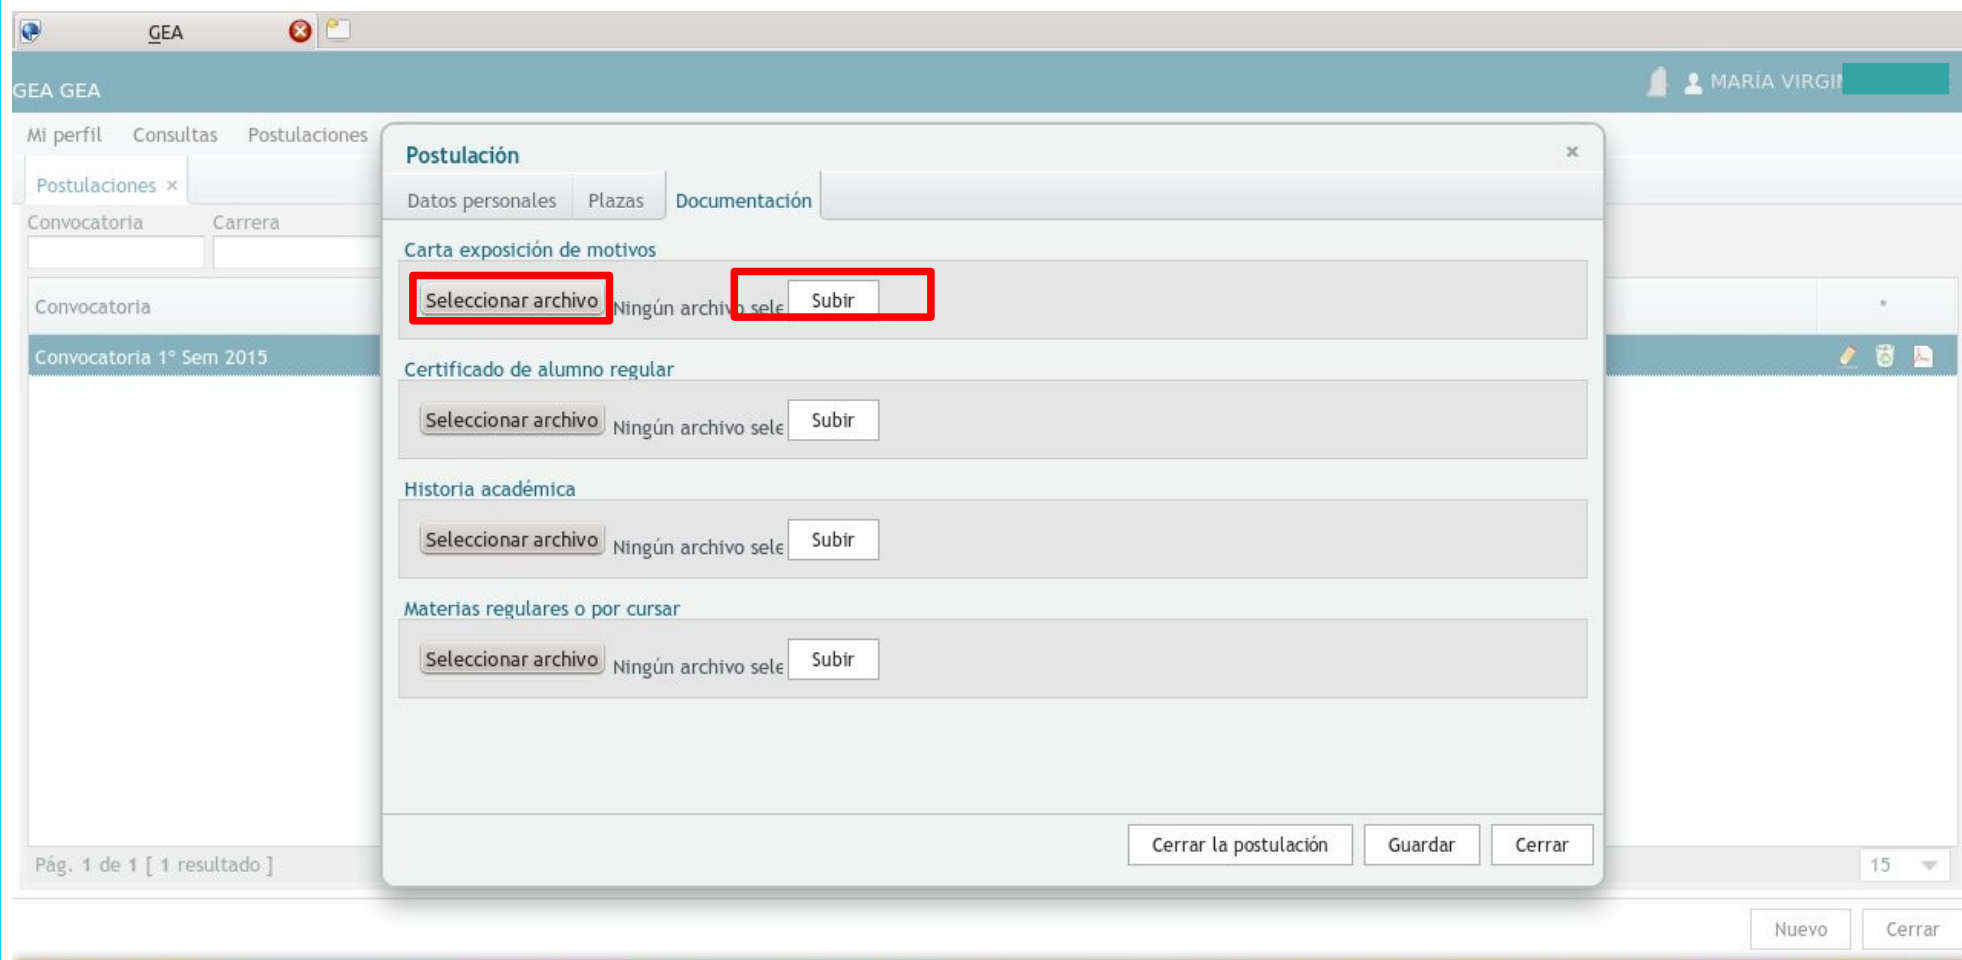 GEA
GEA GEA
MARÍA VIRGI
Mi perfil Consultas Postulaciones
Postulaciones ×
Convocatoria Carrera
Convocatoria *
Convocatoria 1º Sem 2015
Postulación ×
Datos personales Plazas Documentación
Carta exposición de motivos
Seleccionar archivo Ningún archivo sele Subir
Certificado de alumno regular
Seleccionar archivo Ningún archivo sele Subir
Historia académica
Seleccionar archivo Ningún archivo sele Subir
Materias regulares o por cursar
Seleccionar archivo Ningún archivo sele Subir
Cerrar la postulación Guardar Cerrar
Pág. 1 de 1 [ 1 resultado ] 15
Nuevo Cerrar